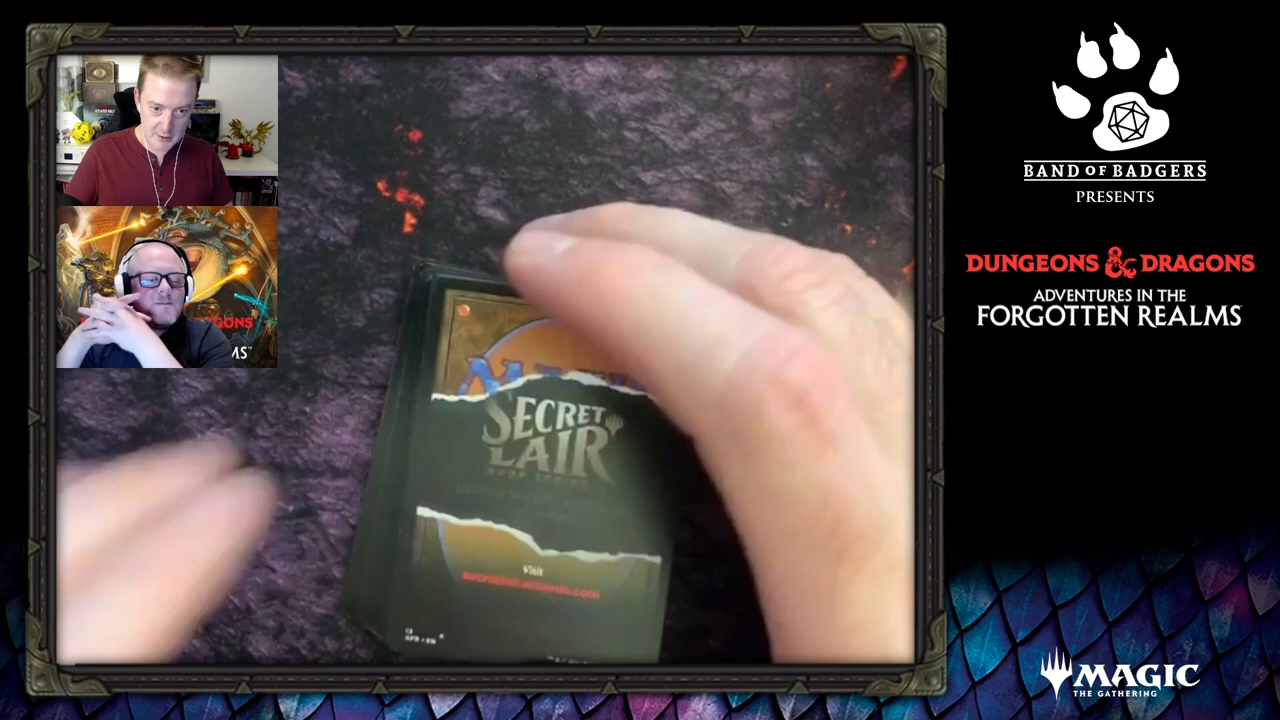 BAND OF BADGERS
PRESENTS
DUNGEONS & DRAGONS
ADVENTURES IN THE
FORGOTTEN REALMS
SECRET
LAIR
Visit
MAGIC
THE GATHERING